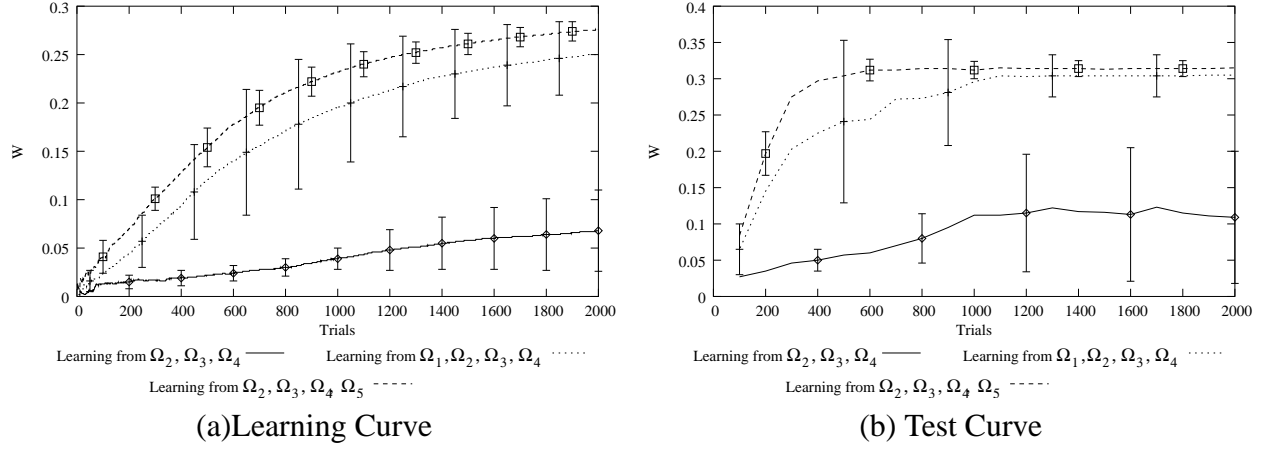 0.3
0.25
0.2
0.15
0.1
0.05
0
W
0 200 400 600 800 1000 1200 1400 1600 1800 2000
Trials
Learning from Ω2, Ω3, Ω4
Learning from Ω1, Ω2, Ω3, Ω4
Learning from Ω2, Ω3, Ω4, Ω5
(a)Learning Curve
0.4
0.35
0.3
0.25
0.2
0.15
0.1
0.05
0
W
0 200 400 600 800 1000 1200 1400 1600 1800 2000
Trials
Learning from Ω2, Ω3, Ω4
Learning from Ω1, Ω2, Ω3, Ω4
Learning from Ω2, Ω3, Ω4, Ω5
(b) Test Curve